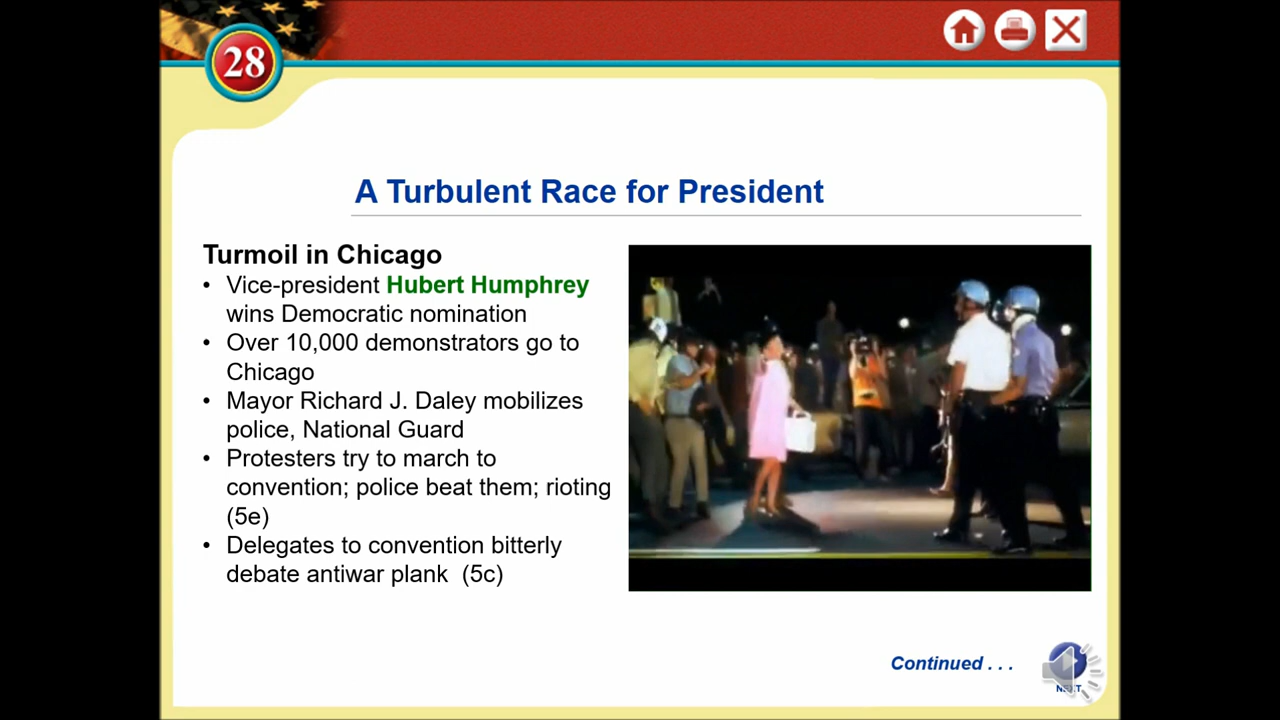 28
A Turbulent Race for President
Turmoil in Chicago
• Vice-president Hubert Humphrey
wins Democratic nomination
• Over 10,000 demonstrators go to
Chicago
• Mayor Richard J. Daley mobilizes
police, National Guard
• Protesters try to march to
convention; police beat them; rioting
(5e)
• Delegates to convention bitterly
debate antiwar plank (5c)
Continued . . .
NEXT